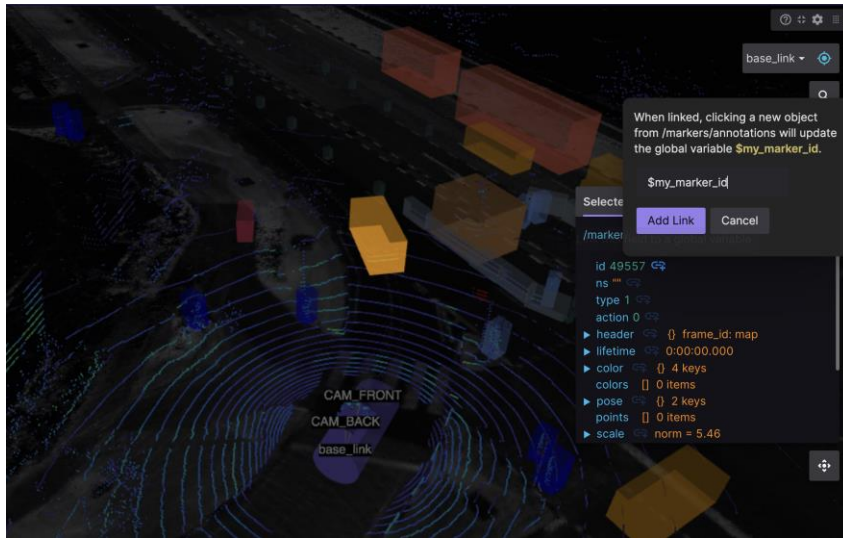 base_link
When linked, clicking a new object
from /markers/annotations will update
the global variable $my_marker_id.
$my_marker_id
Add Link Cancel
id 49557
ns ""
type 1
action 0
header {} frame_id: map
lifetime 0:00:00.000
color {} 4 keys
colors [] 0 items
pose {} 2 keys
points [] 0 items
scale norm = 5.46
CAM_FRONT
CAM_BACK
base_link